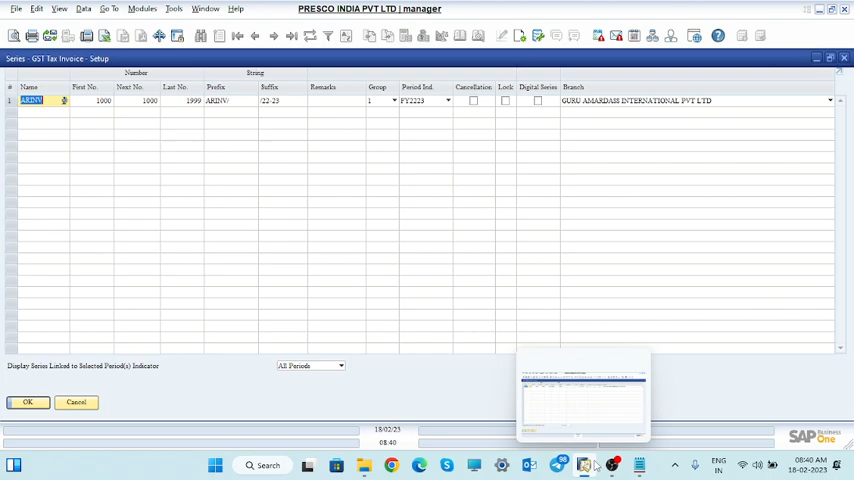 File Edit View Data Go To Modules Tools Window Help PRESCO INDIA PVT LTD | manager
Series - GST Tax Invoice - Setup
Number String
# Name First No. Next No. Last No. Prefix Suffix Remarks Group Period Ind. Cancellation Lock Digital Series Branch
1 ARINV 1000 1000 1999 ARINV/ /22-23 1 FY2223 GURU AMARDASS INTERNATIONAL PVT LTD
Display Series Linked to Selected Period(s) Indicator All Periods
OK Cancel
18/02/23
08:40
SAP Business One
Search 98 ENG IN 08:40 AM 18-02-2023